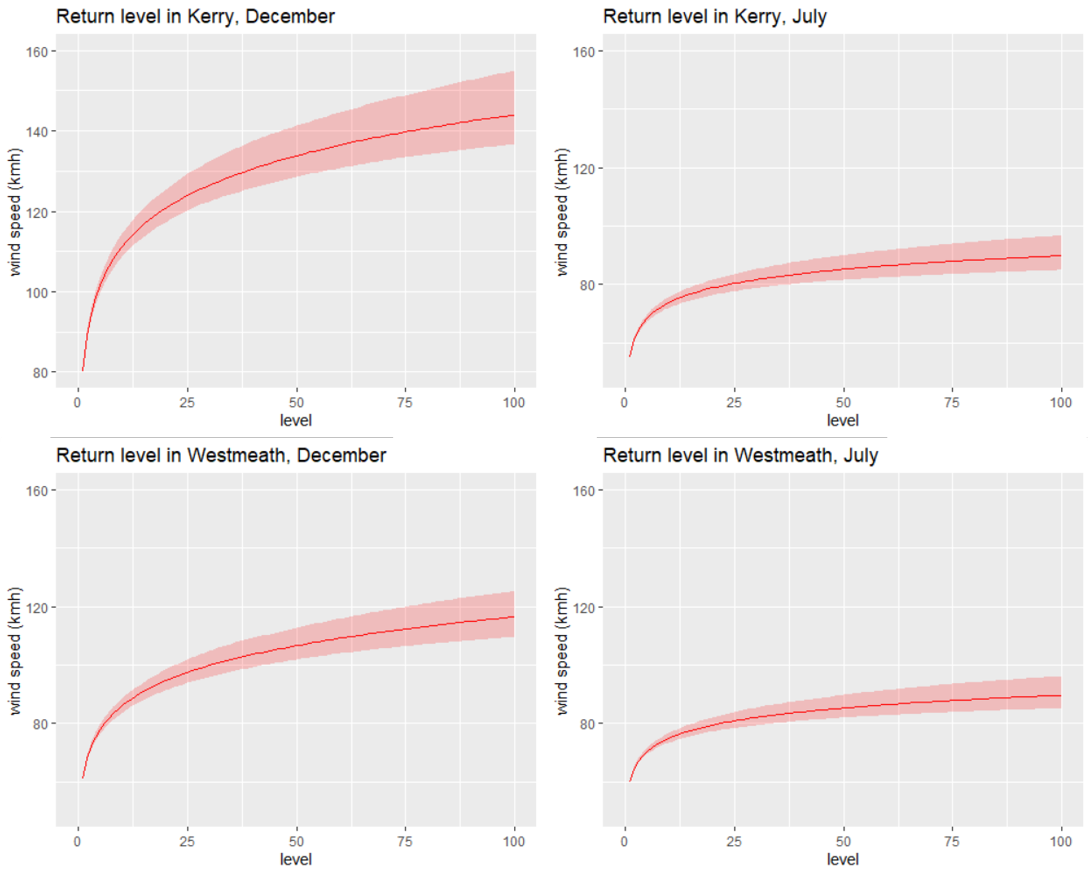 Return level in Kerry, December
160
140
120
100
80
wind speed (kmh)
0 25 50 75 100
level
Return level in Kerry, July
160
120
80
wind speed (kmh)
0 25 50 75 100
level
Return level in Westmeath, December
160
120
80
wind speed (kmh)
0 25 50 75 100
level
Return level in Westmeath, July
160
120
80
wind speed (kmh)
0 25 50 75 100
level